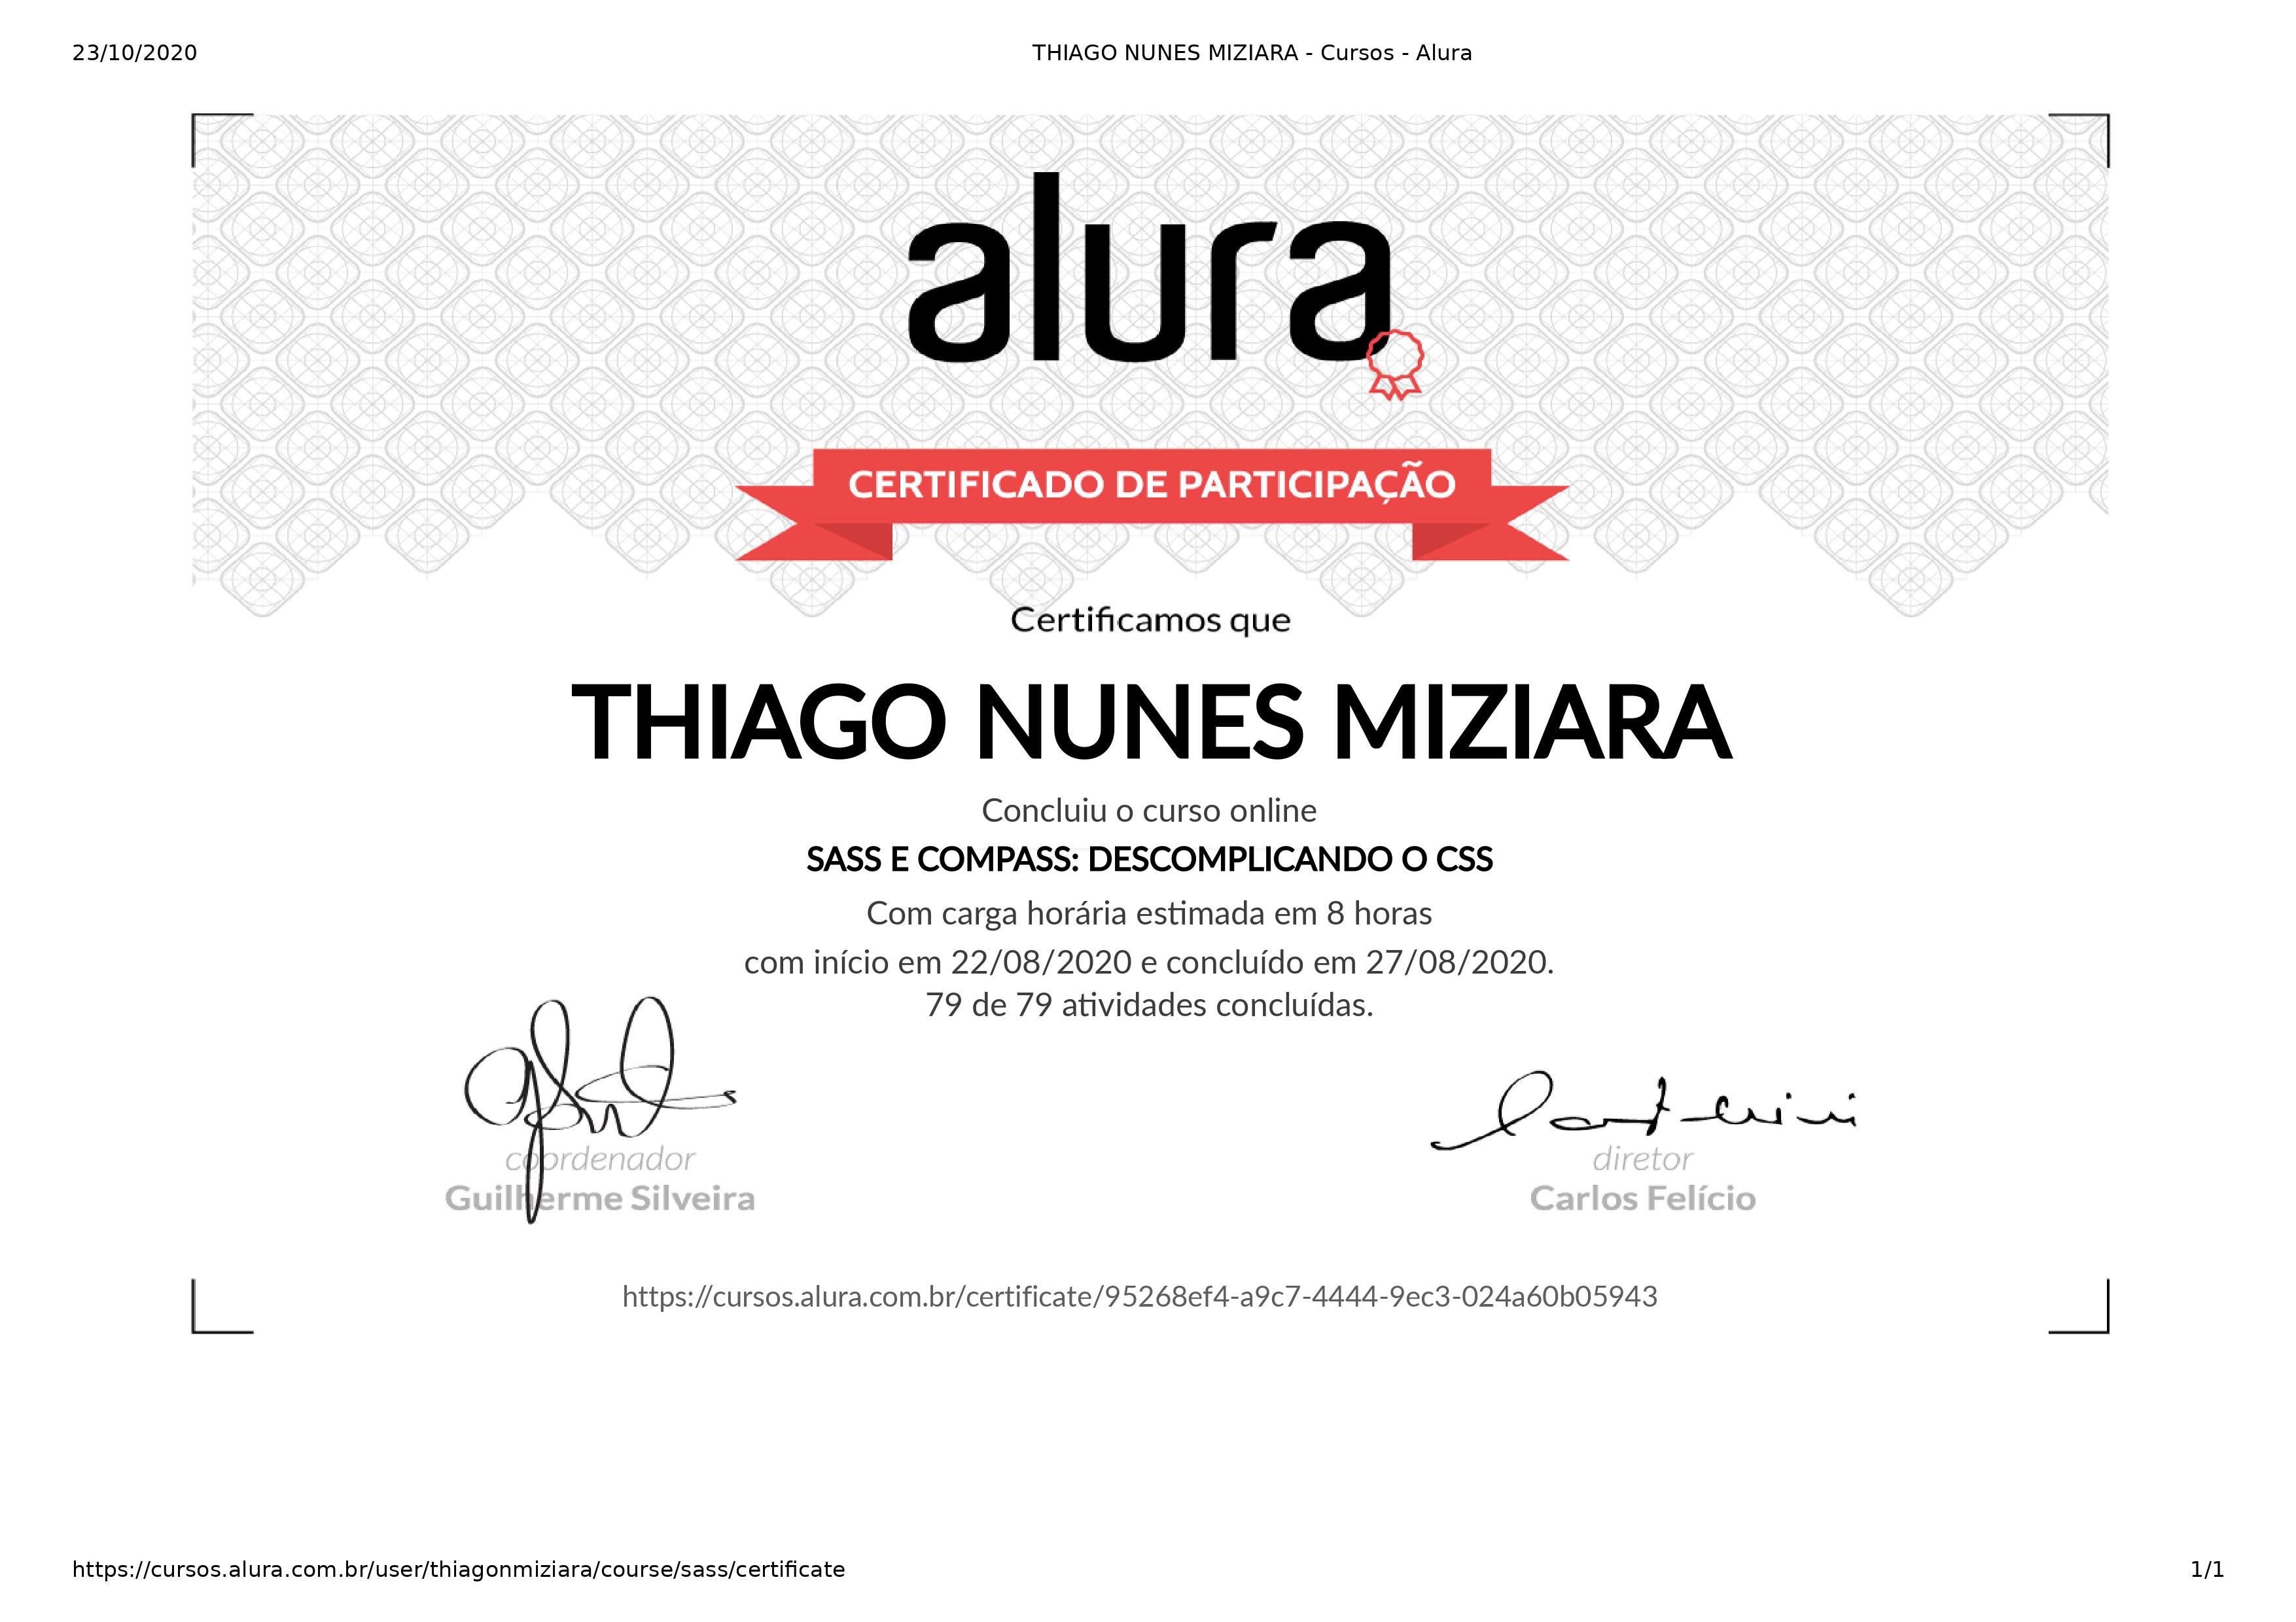 23/10/2020
THIAGO NUNES MIZIARA - Cursos - Alura
alura
CERTIFICADO DE PARTICIPAÇÃO
Certificamos que
THIAGO NUNES MIZIARA
Concluiu o curso online
SASS E COMPASS: DESCOMPLICANDO O CSS
Com carga horária estimada em 8 horas
com início em 22/08/2020 e concluído em 27/08/2020.
79 de 79 atividades concluídas.
coordenador
Guilherme Silveira
diretor
Carlos Felício
https://cursos.alura.com.br/certificate/95268ef4-a9c7-4444-9ec3-024a60b05943
https://cursos.alura.com.br/user/thiagonmiziara/course/sass/certificate
1/1